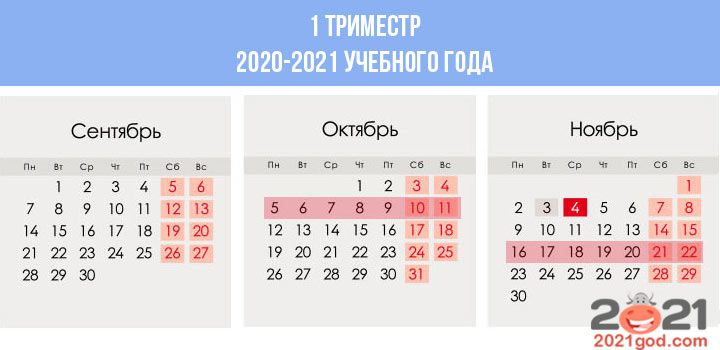 1 ТРИМЕСТР
2020-2021 УЧЕБНОГО ГОДА
Сентябрь
Пн Вт Ср Чт Пт Сб Вс
1 2 3 4 5 6
7 8 9 10 11 12 13
14 15 16 17 18 19 20
21 22 23 24 25 26 27
28 29 30
Октябрь
Пн Вт Ср Чт Пт Сб Вс
1 2 3 4
5 6 7 8 9 10 11
12 13 14 15 16 17 18
19 20 21 22 23 24 25
26 27 28 29 30 31
Ноябрь
Пн Вт Ср Чт Пт Сб Вс
1
2 3 4 5 6 7 8
9 10 11 12 13 14 15
16 17 18 19 20 21 22
23 24 25 26 27 28 29
30
2021
2021god.com